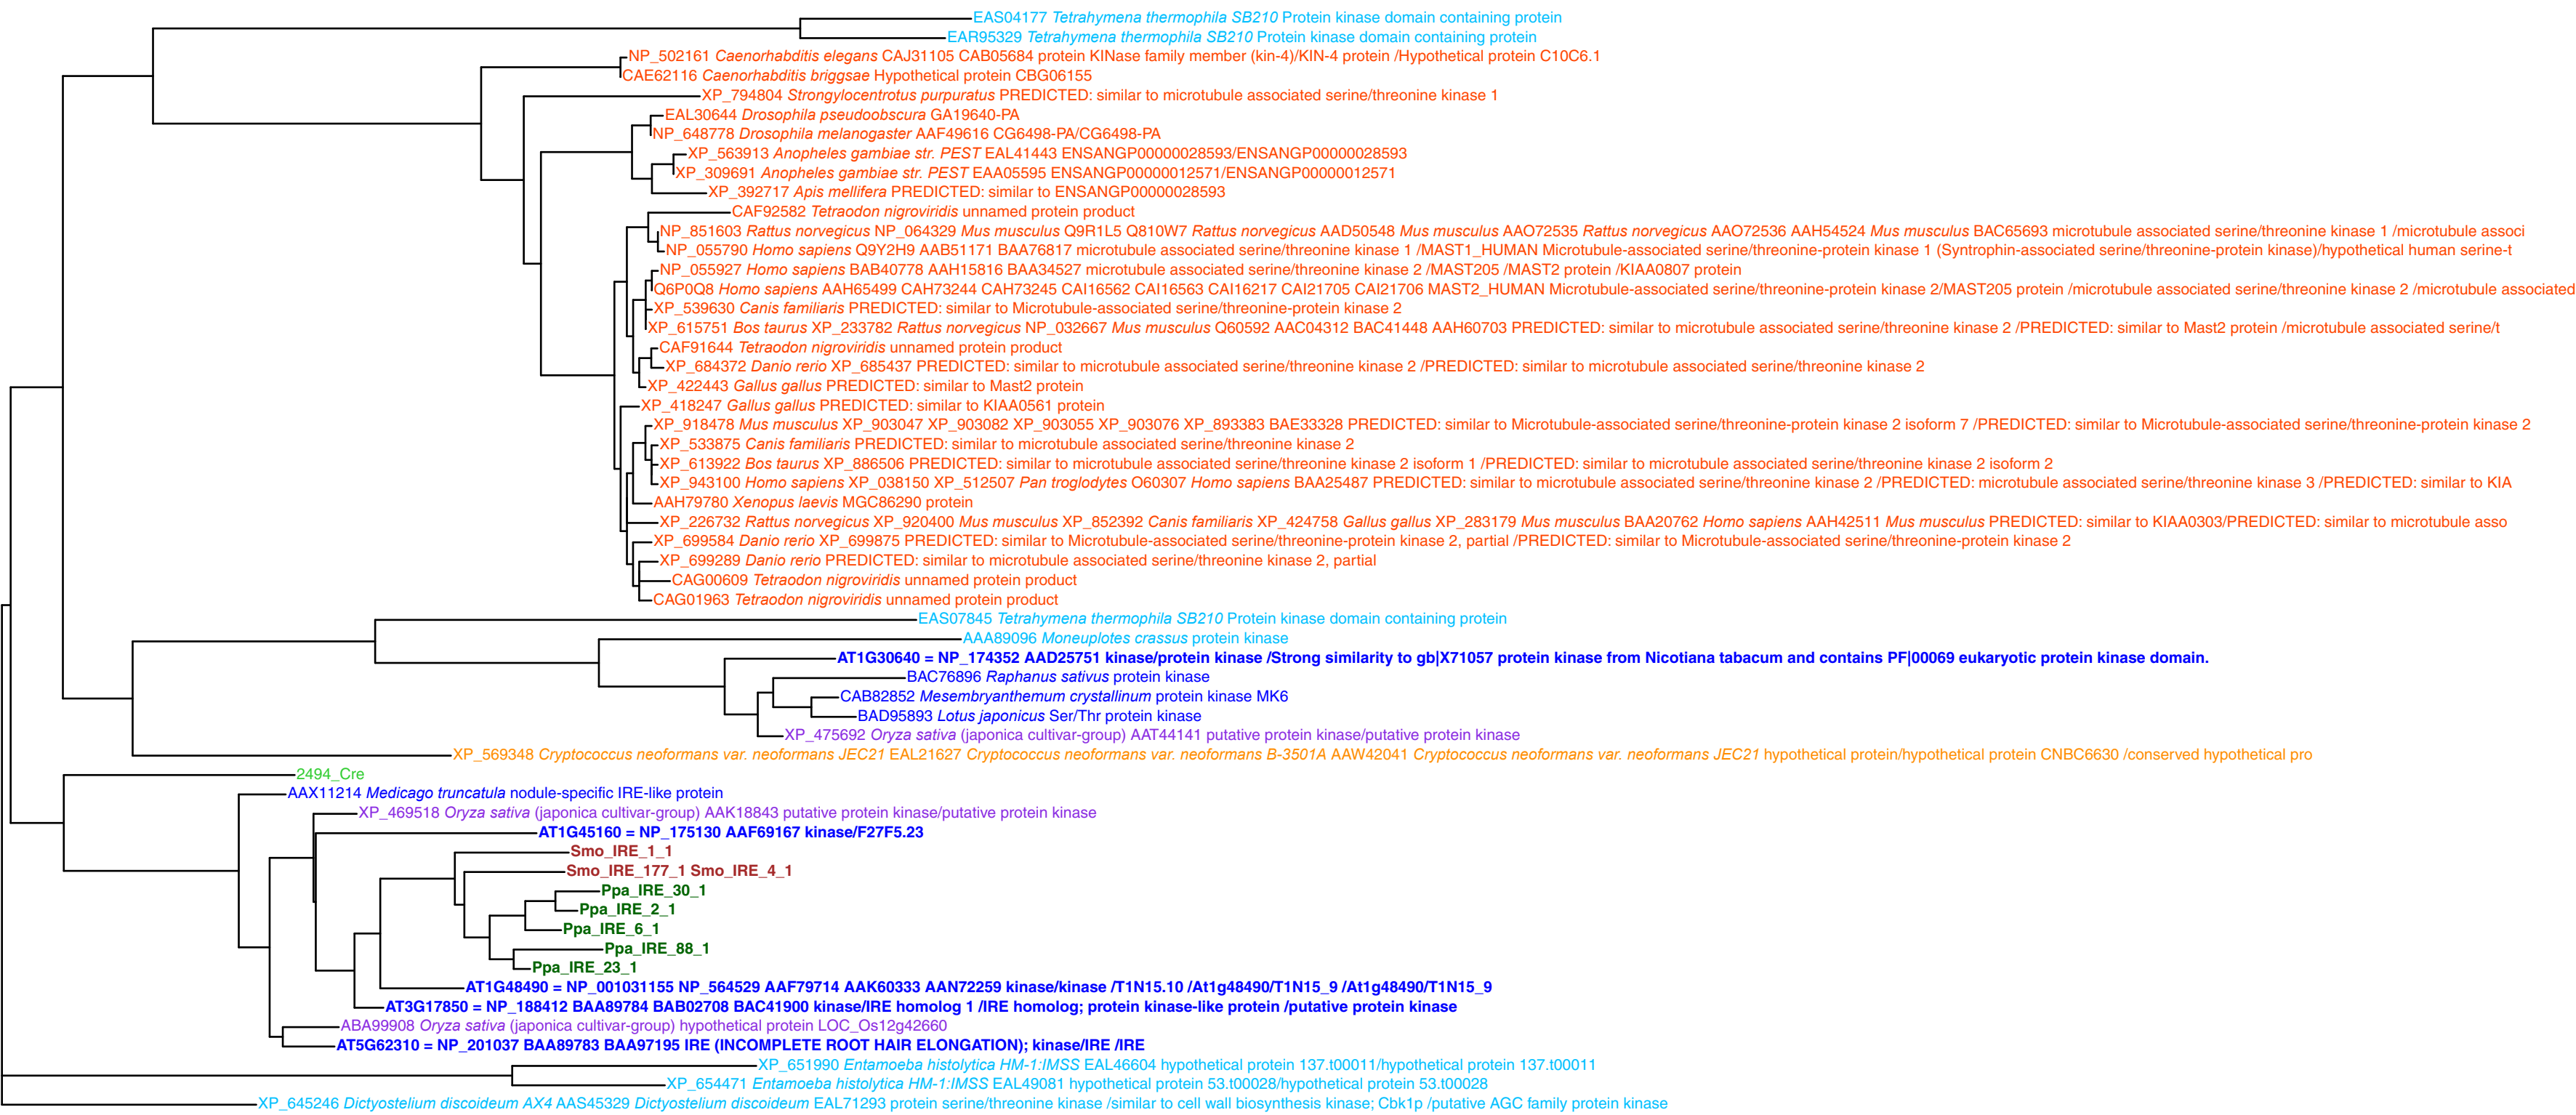 EAS04177 Tetrahymena thermophila SB210 Protein kinase domain containing protein
EAR95329 Tetrahymena thermophila SB210 Protein kinase domain containing protein
NP_502161 Caenorhabditis elegans CAJ31105 CAB05684 protein KINase family member (kin-4)/KIN-4 protein /Hypothetical protein C10C6.1
CAE62116 Caenorhabditis briggsae Hypothetical protein CBG06155
XP_794804 Strongylocentrotus purpuratus PREDICTED: similar to microtubule associated serine/threonine kinase 1
EAL30644 Drosophila pseudoobscura GA19640-PA
NP_648778 Drosophila melanogaster AAF49616 CG6498-PA/CG6498-PA
XP_563913 Anopheles gambiae str. PEST EAL41443 ENSANGP00000028593/ENSANGP00000028593
XP_309691 Anopheles gambiae str. PEST EAA05595 ENSANGP00000012571/ENSANGP00000012571
XP_392717 Apis mellifera PREDICTED: similar to ENSANGP00000028593
CAF92582 Tetraodon nigroviridis unnamed protein product
NP_851603 Rattus norvegicus NP_064329 Mus musculus Q9R1L5 Q810W7 Rattus norvegicus AAD50548 Mus musculus AAO72535 Rattus norvegicus AAO72536 AAH54524 Mus musculus BAC65693 microtubule associated serine/threonine kinase 1 /microtubule associ
NP_055790 Homo sapiens Q9Y2H9 AAB51171 BAA76817 microtubule associated serine/threonine kinase 1 /MAST1_HUMAN Microtubule-associated serine/threonine-protein kinase 1 (Syntrophin-associated serine/threonine-protein kinase)/hypothetical human serine-t
NP_055927 Homo sapiens BAB40778 AAH15816 BAA34527 microtubule associated serine/threonine kinase 2 /MAST205 /MAST2 protein /KIAA0807 protein
Q6P0Q8 Homo sapiens AAH65499 CAH73244 CAH73245 CAI16562 CAI16563 CAI16217 CAI21705 CAI21706 MAST2_HUMAN Microtubule-associated serine/threonine-protein kinase 2/MAST205 protein /microtubule associated serine/threonine kinase 2 /microtubule associated
XP_539630 Canis familiaris PREDICTED: similar to Microtubule-associated serine/threonine-protein kinase 2
XP_615751 Bos taurus XP_233782 Rattus norvegicus NP_032667 Mus musculus Q60592 AAC04312 BAC41448 AAH60703 PREDICTED: similar to microtubule associated serine/threonine kinase 2 /PREDICTED: similar to Mast2 protein /microtubule associated serine/t
CAF91644 Tetraodon nigroviridis unnamed protein product
XP_684372 Danio rerio XP_685437 PREDICTED: similar to microtubule associated serine/threonine kinase 2 /PREDICTED: similar to microtubule associated serine/threonine kinase 2
XP_422443 Gallus gallus PREDICTED: similar to Mast2 protein
XP_418247 Gallus gallus PREDICTED: similar to KIAA0561 protein
XP_918478 Mus musculus XP_903047 XP_903082 XP_903055 XP_903076 XP_893383 BAE33328 PREDICTED: similar to Microtubule-associated serine/threonine-protein kinase 2 isoform 7 /PREDICTED: similar to Microtubule-associated serine/threonine-protein kinase 2
XP_533875 Canis familiaris PREDICTED: similar to microtubule associated serine/threonine kinase 2
XP_613922 Bos taurus XP_886506 PREDICTED: similar to microtubule associated serine/threonine kinase 2 isoform 1 /PREDICTED: similar to microtubule associated serine/threonine kinase 2 isoform 2
XP_943100 Homo sapiens XP_038150 XP_512507 Pan troglodytes O60307 Homo sapiens BAA25487 PREDICTED: similar to microtubule associated serine/threonine kinase 2 /PREDICTED: microtubule associated serine/threonine kinase 3 /PREDICTED: similar to KIA
AAH79780 Xenopus laevis MGC86290 protein
XP_226732 Rattus norvegicus XP_920400 Mus musculus XP_852392 Canis familiaris XP_424758 Gallus gallus XP_283179 Mus musculus BAA20762 Homo sapiens AAH42511 Mus musculus PREDICTED: similar to KIAA0303/PREDICTED: similar to microtubule asso
XP_699584 Danio rerio XP_699875 PREDICTED: similar to Microtubule-associated serine/threonine-protein kinase 2, partial /PREDICTED: similar to Microtubule-associated serine/threonine-protein kinase 2
XP_699289 Danio rerio PREDICTED: similar to microtubule associated serine/threonine kinase 2, partial
CAG00609 Tetraodon nigroviridis unnamed protein product
CAG01963 Tetraodon nigroviridis unnamed protein product
EAS07845 Tetrahymena thermophila SB210 Protein kinase domain containing protein
AAA89096 Moneuplotes crassus protein kinase
AT1G30640 = NP_174352 AAD25751 kinase/protein kinase /Strong similarity to gb|X71057 protein kinase from Nicotiana tabacum and contains PF|00069 eukaryotic protein kinase domain.
BAC76896 Raphanus sativus protein kinase
CAB82852 Mesembryanthemum crystallinum protein kinase MK6
BAD95893 Lotus japonicus Ser/Thr protein kinase
XP_475692 Oryza sativa (japonica cultivar-group) AAT44141 putative protein kinase/putative protein kinase
XP_569348 Cryptococcus neoformans var. neoformans JEC21 EAL21627 Cryptococcus neoformans var. neoformans B-3501A AAW42041 Cryptococcus neoformans var. neoformans JEC21 hypothetical protein/hypothetical protein CNBC6630 /conserved hypothetical pro
2494_Cre
AAX11214 Medicago truncatula nodule-specific IRE-like protein
XP_469518 Oryza sativa (japonica cultivar-group) AAK18843 putative protein kinase/putative protein kinase
AT1G45160 = NP_175130 AAF69167 kinase/F27F5.23
Smo_IRE_1_1
Smo_IRE_177_1 Smo_IRE_4_1
Ppa_IRE_30_1
Ppa_IRE_2_1
Ppa_IRE_6_1
Ppa_IRE_88_1
Ppa_IRE_23_1
AT1G48490 = NP_001031155 NP_564529 AAF79714 AAK60333 AAN72259 kinase/kinase /T1N15.10 /At1g48490/T1N15_9 /At1g48490/T1N15_9
AT3G17850 = NP_188412 BAA89784 BAB02708 BAC41900 kinase/IRE homolog 1 /IRE homolog; protein kinase-like protein /putative protein kinase
ABA99908 Oryza sativa (japonica cultivar-group) hypothetical protein LOC_Os12g42660
AT5G62310 = NP_201037 BAA89783 BAA97195 IRE (INCOMPLETE ROOT HAIR ELONGATION); kinase/IRE /IRE
XP_651990 Entamoeba histolytica HM-1:IMSS EAL46604 hypothetical protein 137.t00011/hypothetical protein 137.t00011
XP_654471 Entamoeba histolytica HM-1:IMSS EAL49081 hypothetical protein 53.t00028/hypothetical protein 53.t00028
XP_645246 Dictyostelium discoideum AX4 AAS45329 Dictyostelium discoideum EAL71293 protein serine/threonine kinase /similar to cell wall biosynthesis kinase; Cbk1p /putative AGC family protein kinase